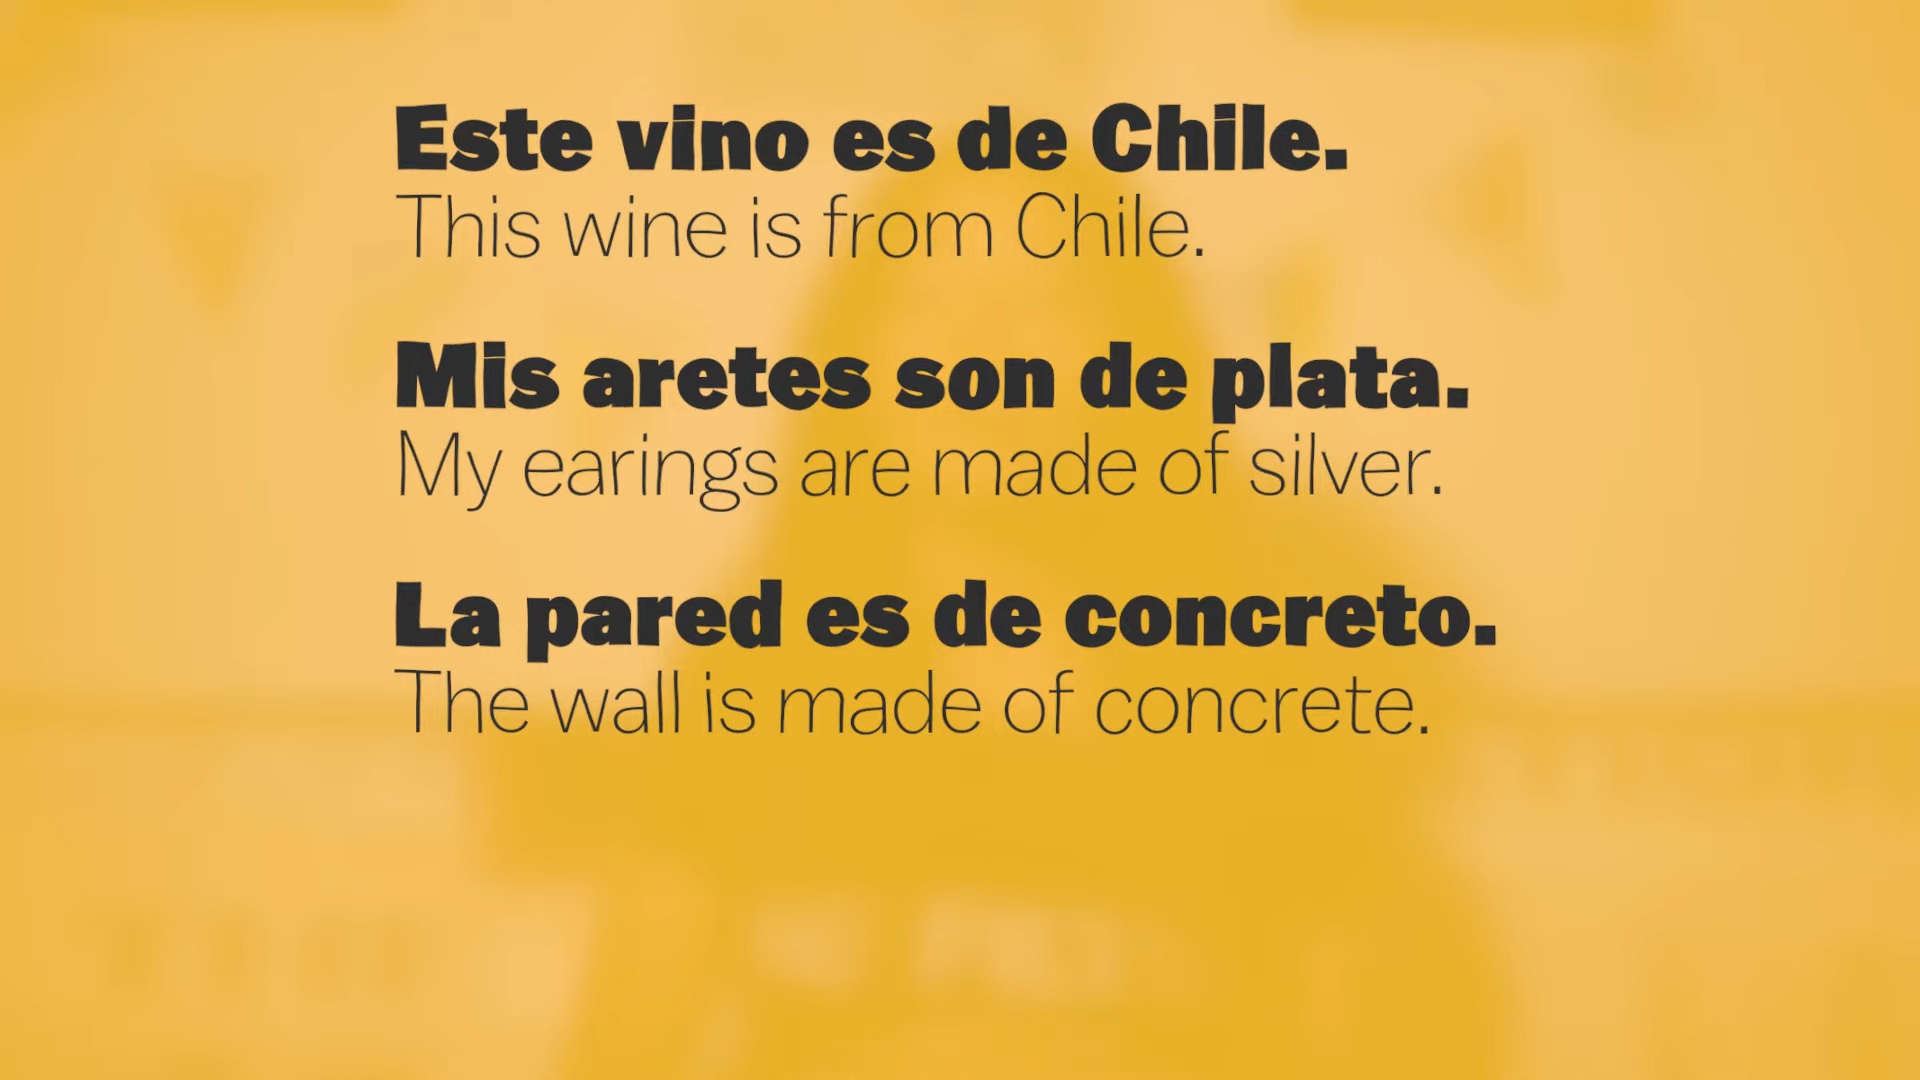 Este vino es de Chile.
This wine is from Chile.
Mis aretes son de plata.
My earings are made of silver.
La pared es de concreto.
The wall is made of concrete.